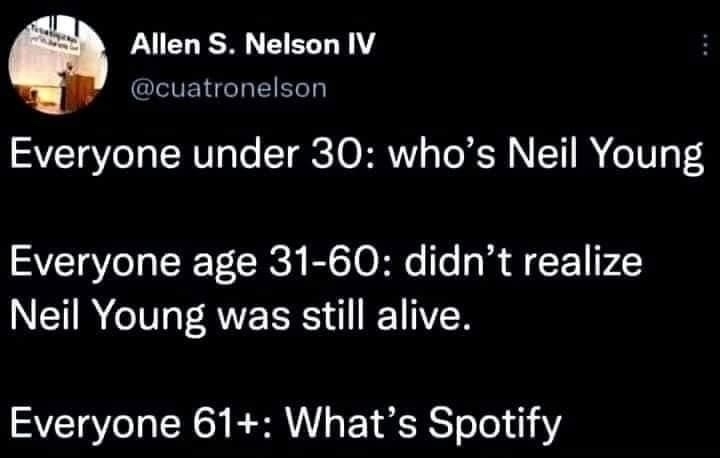 Allen S. Nelson IV
@cuatronelson
Everyone under 30: who's Neil Young
Everyone age 31-60: didn't realize
Neil Young was still alive.
Everyone 61+: What's Spotify